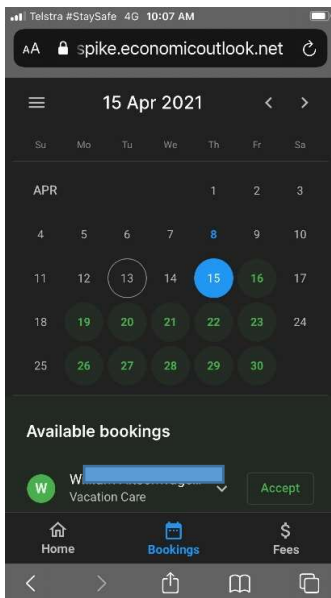 Telstra #StaySafe 4G 10:07 AM
AA spike.economicoutlook.net
15 Apr 2021 < >
Su Mo Tu We Th Fr Sa
APR 1 2 3
4 5 6 7 8 9 10
11 12 13 14 15 16 17
18 19 20 21 22 23 24
25 26 27 28 29 30
Available bookings
W
Vacation Care
Accept
Home Bookings $ Fees